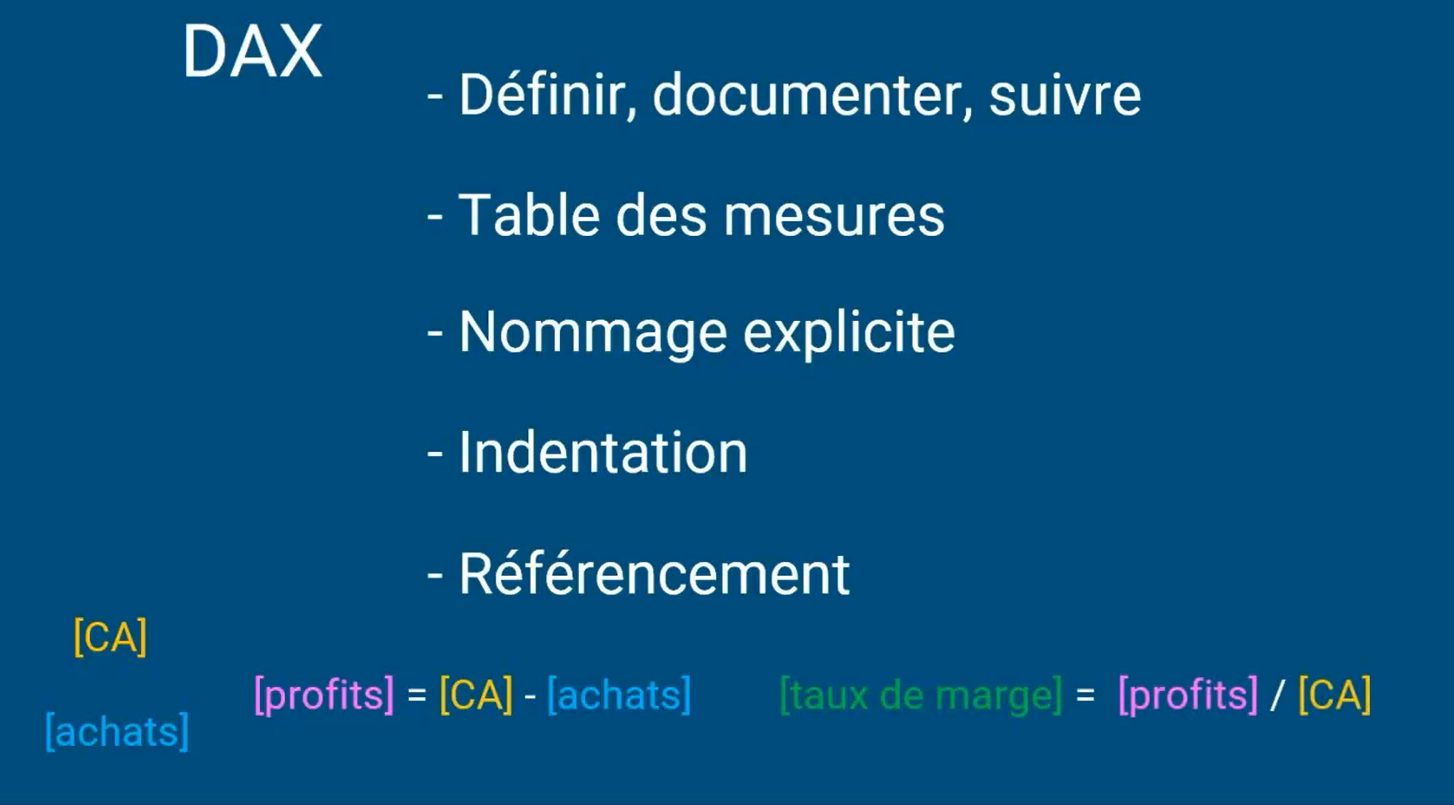 DAX
- Définir, documenter, suivre
- Table des mesures
- Nommage explicite
- Indentation
- Référencement
[CA]
[achats]
[profits] = [CA] - [achats]
[taux de marge] = [profits] / [CA]